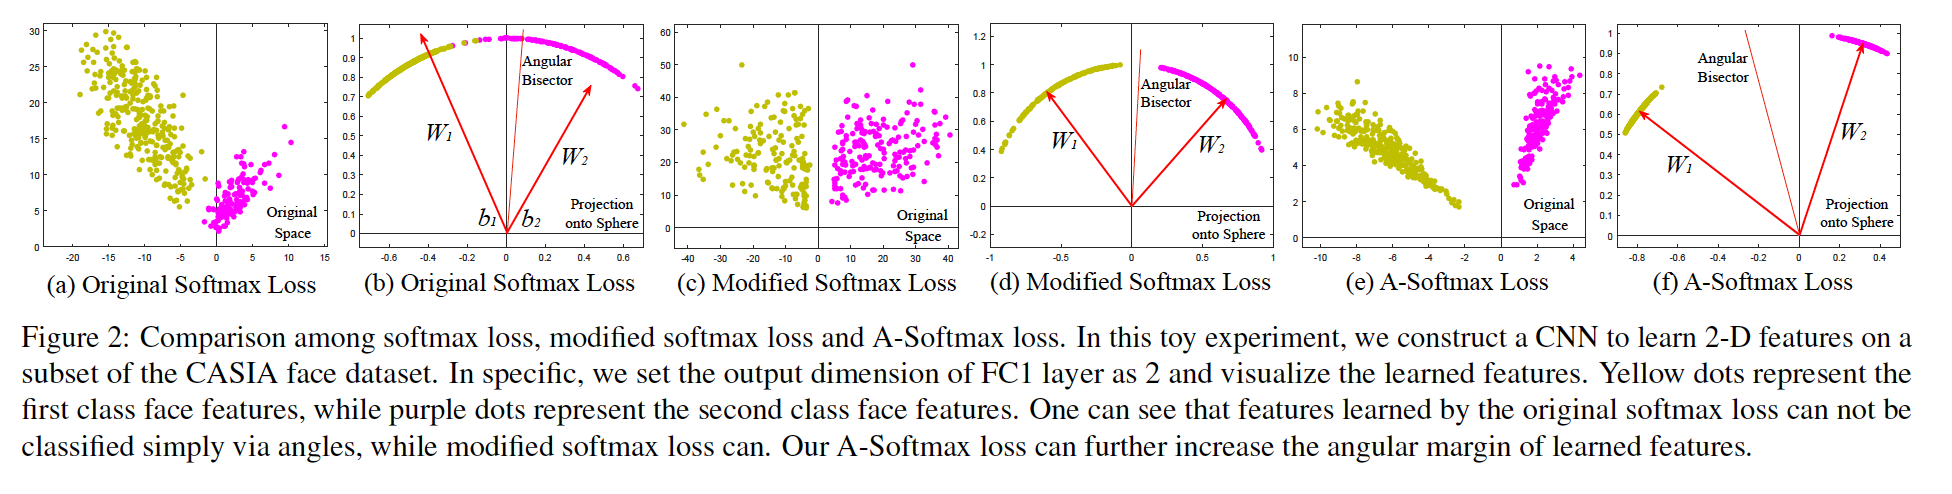 30
25
20
15
10
5
0
-20 -15 -10 -5 0 5 10 15
Original
Space
(a) Original Softmax Loss
1
0.9
0.8
0.7
0.6
0.5
0.4
0.3
0.2
0.1
0
-0.6 -0.4 -0.2 0 0.2 0.4 0.6
Angular
Bisector
W1
W2
b1 b2
Projection
onto Sphere
(b) Original Softmax Loss
60
50
40
30
20
10
0
-40 -30 -20 -10 0 10 20 30 40
Original
Space
(c) Modified Softmax Loss
1.2
1
0.8
0.6
0.4
0.2
0
-0.2
-1 -0.5 0 0.5 1
Angular
Bisector
W1
W2
Projection
onto Sphere
(d) Modified Softmax Loss
10
8
6
4
2
0
-10 -8 -6 -4 -2 0 2 4
Original
Space
(e) A-Softmax Loss
1
0.9
0.8
0.7
0.6
0.5
0.4
0.3
0.2
0.1
0
-0.8 -0.6 -0.4 -0.2 0 0.2 0.4
Angular
Bisector
W1
W2
Projection
onto Sphere
(f) A-Softmax Loss
Figure 2: Comparison among softmax loss, modified softmax loss and A-Softmax loss. In this toy experiment, we construct a CNN to learn 2-D features on a
subset of the CASIA face dataset. In specific, we set the output dimension of FC1 layer as 2 and visualize the learned features. Yellow dots represent the
first class face features, while purple dots represent the second class face features. One can see that features learned by the original softmax loss can not be
classified simply via angles, while modified softmax loss can. Our A-Softmax loss can further increase the angular margin of learned features.